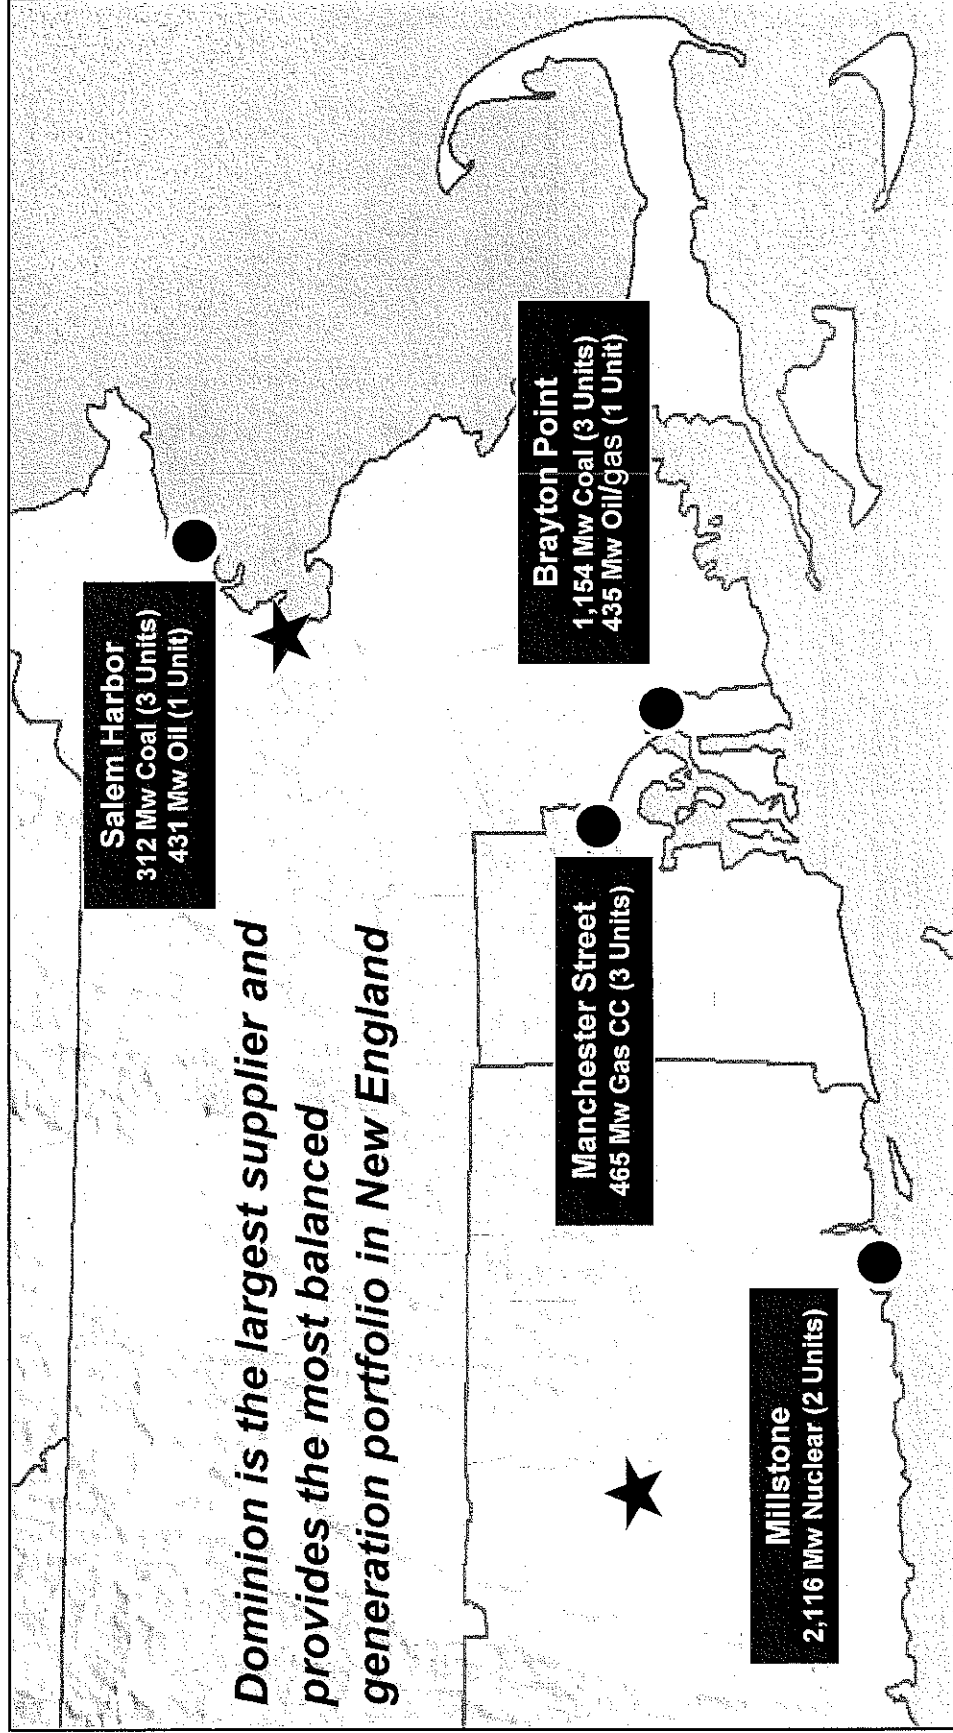 Dominion is the largest supplier and
provides the most balanced
generation portfolio in New England
Salem Harbor
312 Mw Coal (3 Units)
431 Mw Oil (1 Unit)
Brayton Point
1,154 Mw Coal (3 Units)
435 Mw Oil/gas (1 Unit)
Manchester Street
465 Mw Gas CC (3 Units)
Millstone
2,116 Mw Nuclear (2 Units)